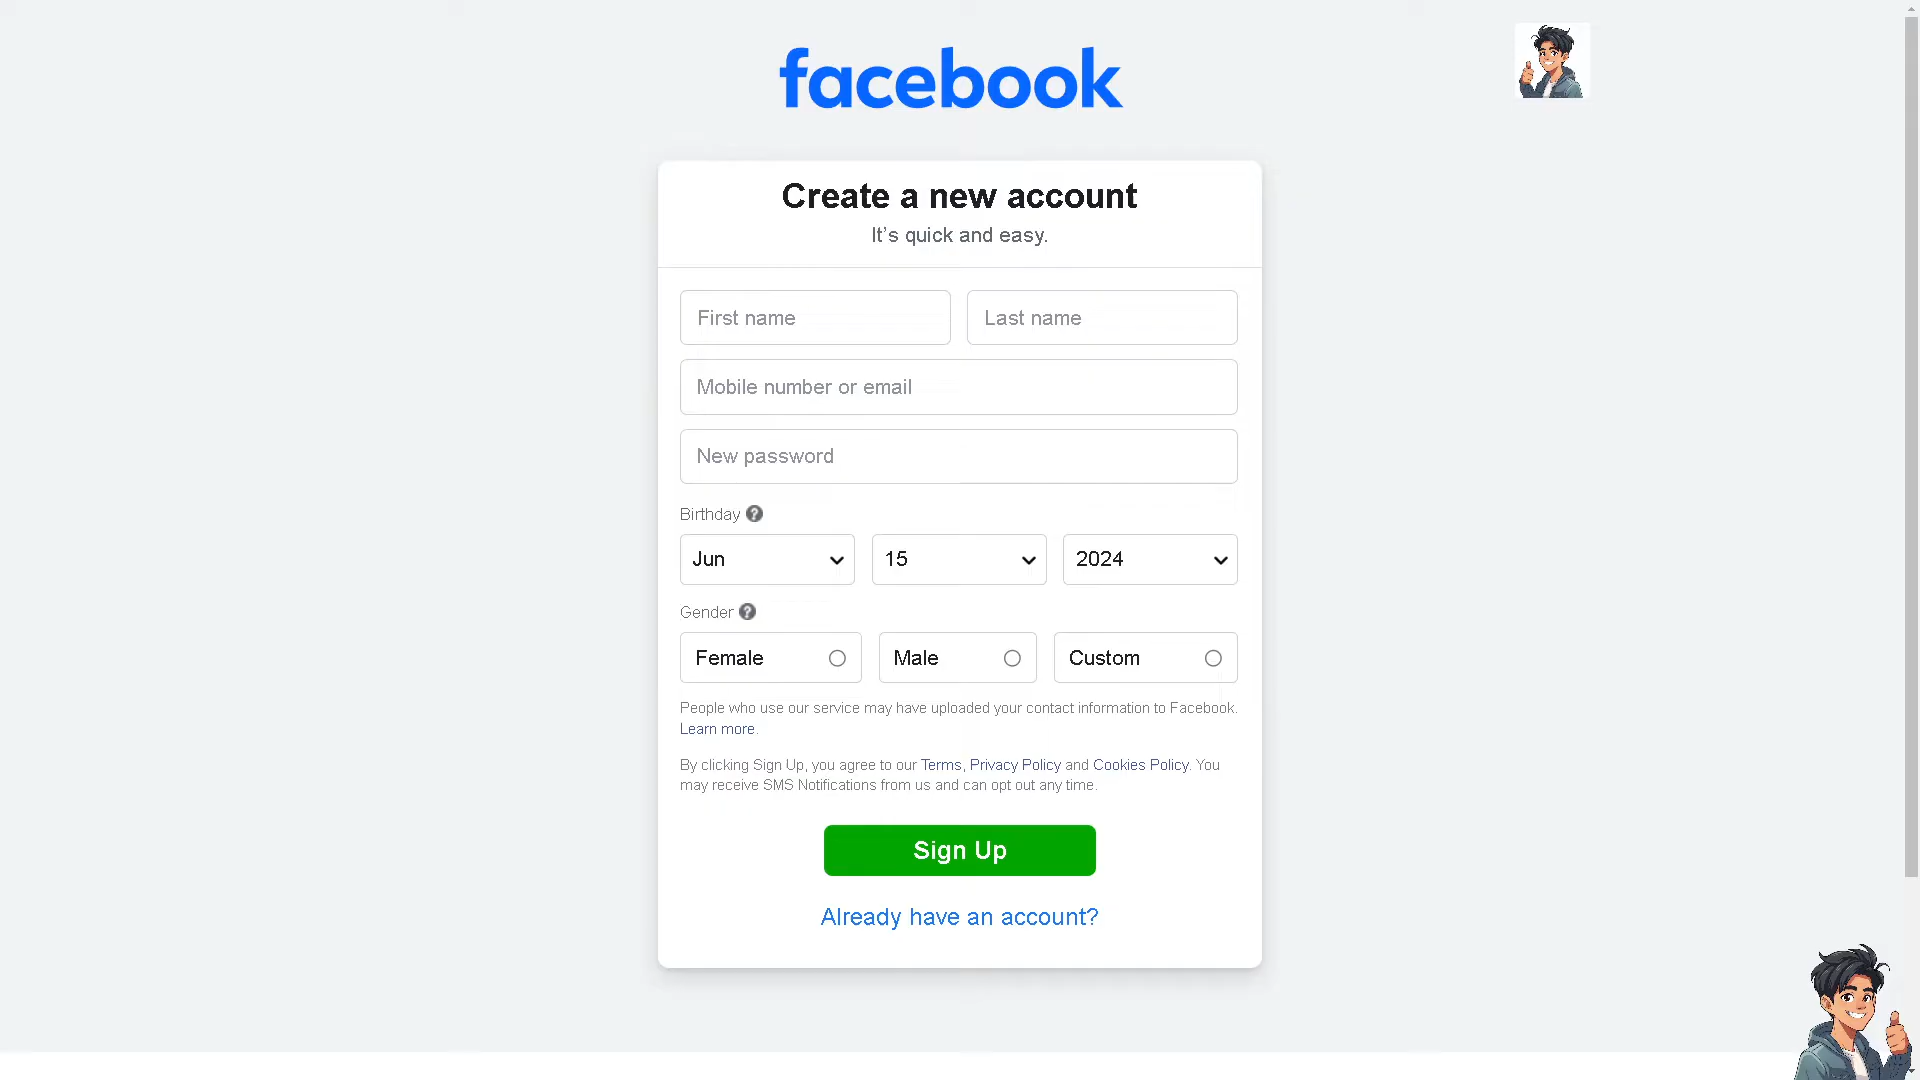 facebook
Create a new account
It’s quick and easy.
First name Last name
Mobile number or email
New password
Birthday ?
Jun 15 2024
Gender ?
Female Male Custom
People who use our service may have uploaded your contact information to Facebook.
Learn more.
By clicking Sign Up, you agree to our Terms, Privacy Policy and Cookies Policy. You
may receive SMS Notifications from us and can opt out any time.
Sign Up
Already have an account?